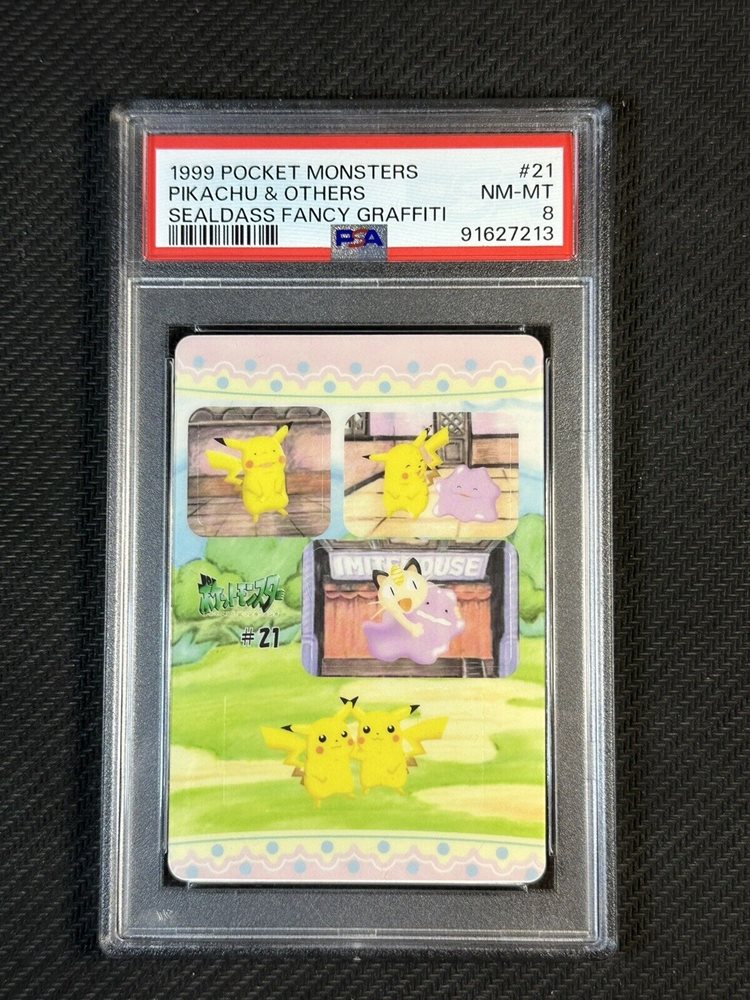 1999 POCKET MONSTERS #21
PIKACHU & OTHERS NM-MT
SEALDASS FANCY GRAFFITI 8
PSA 91627213
IMITE HOUSE
ポケットモンスター
#21